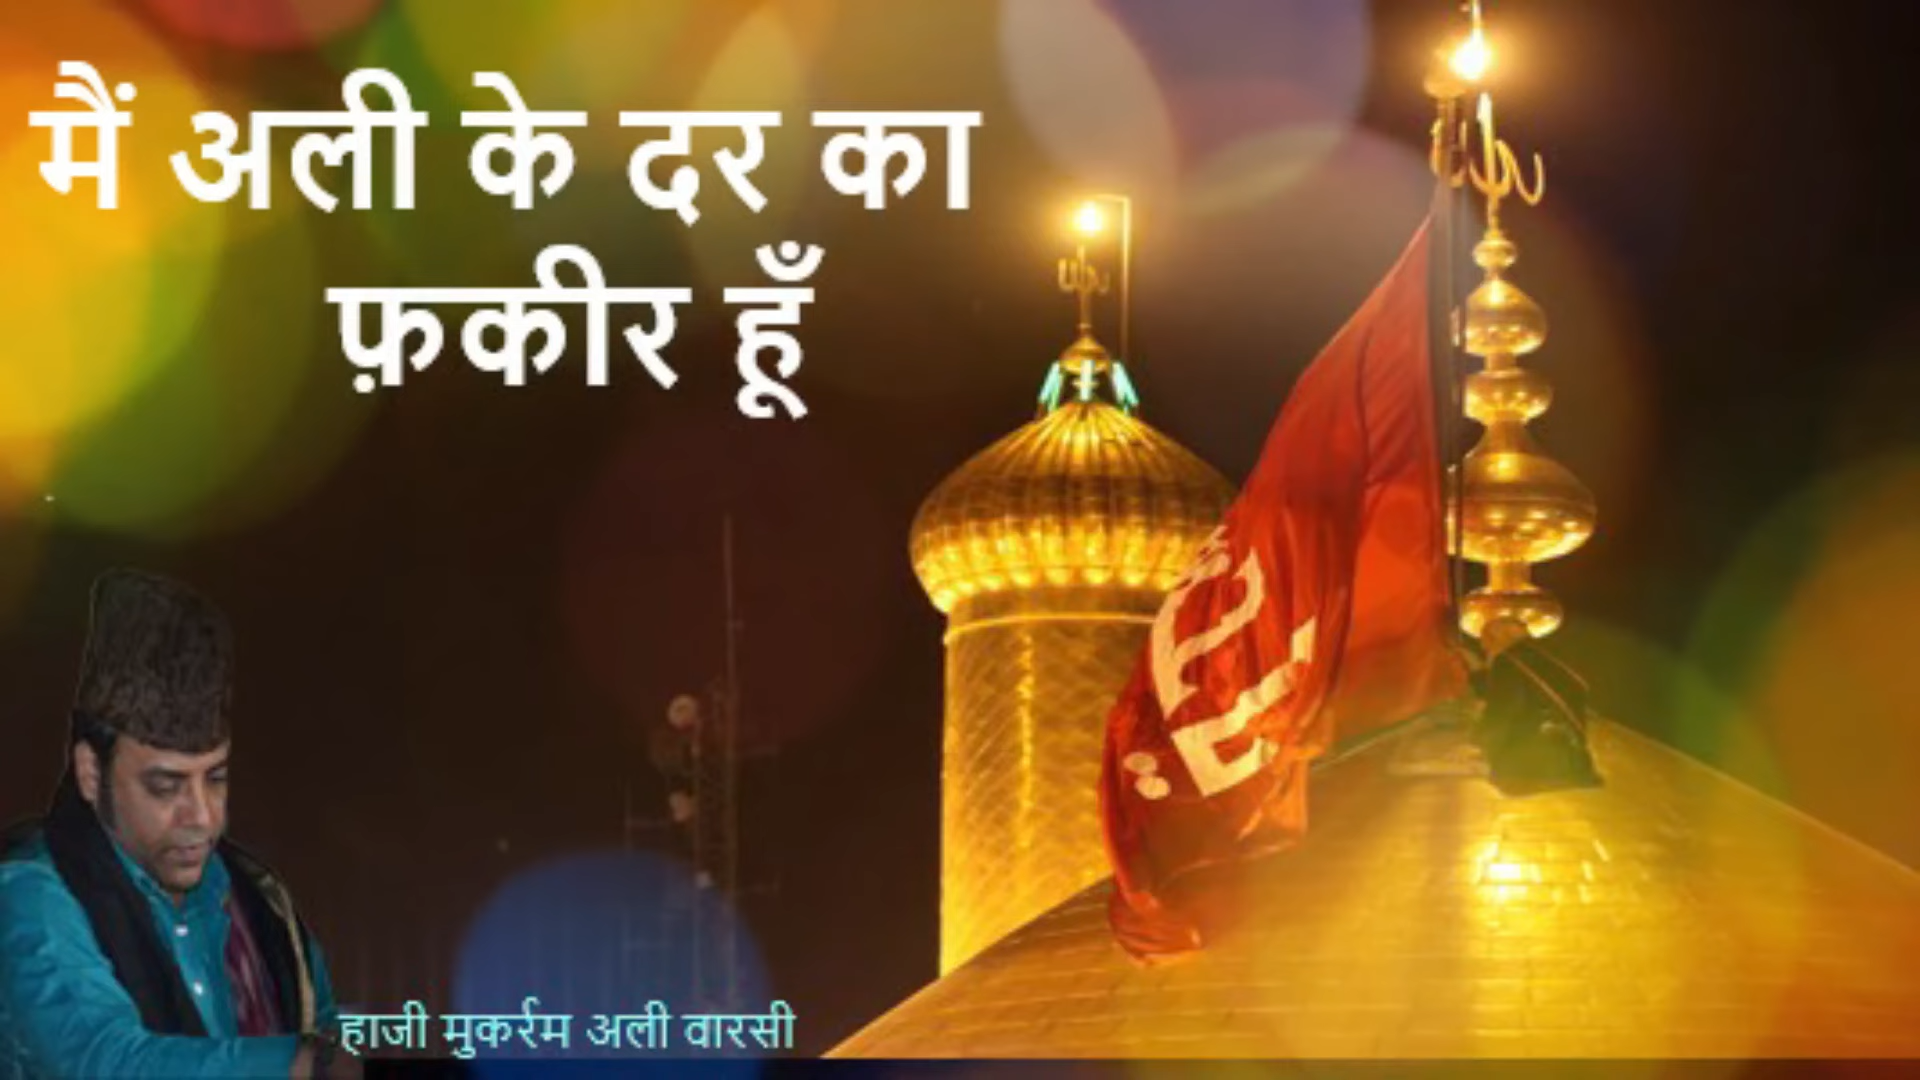 मैं अली के दर का
फ़कीर हूँ
हाजी मुकर्रम अली वारसी